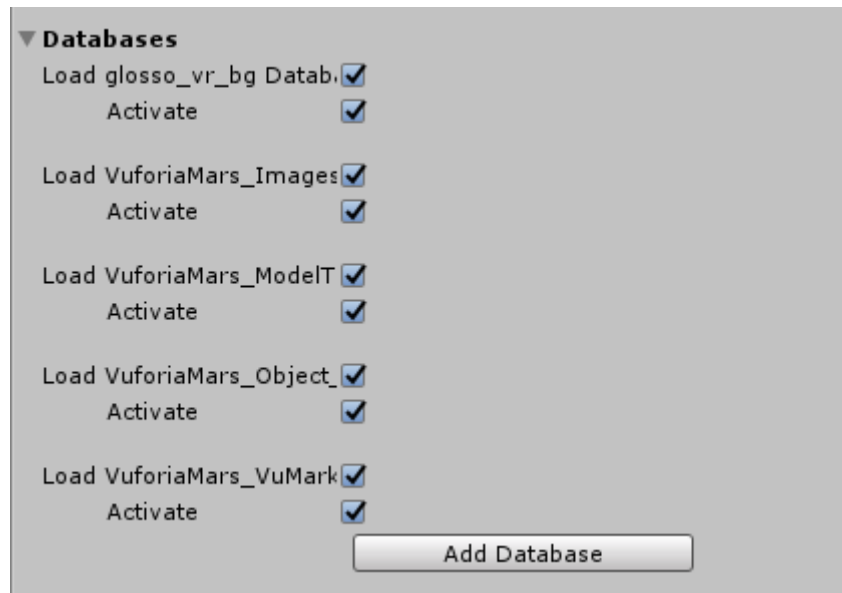 Databases
Load glosso_vr_bg Datab
Activate
Load VuforiaMars_Images
Activate
Load VuforiaMars_ModelT
Activate
Load VuforiaMars_Object_
Activate
Load VuforiaMars_VuMark
Activate
Add Database